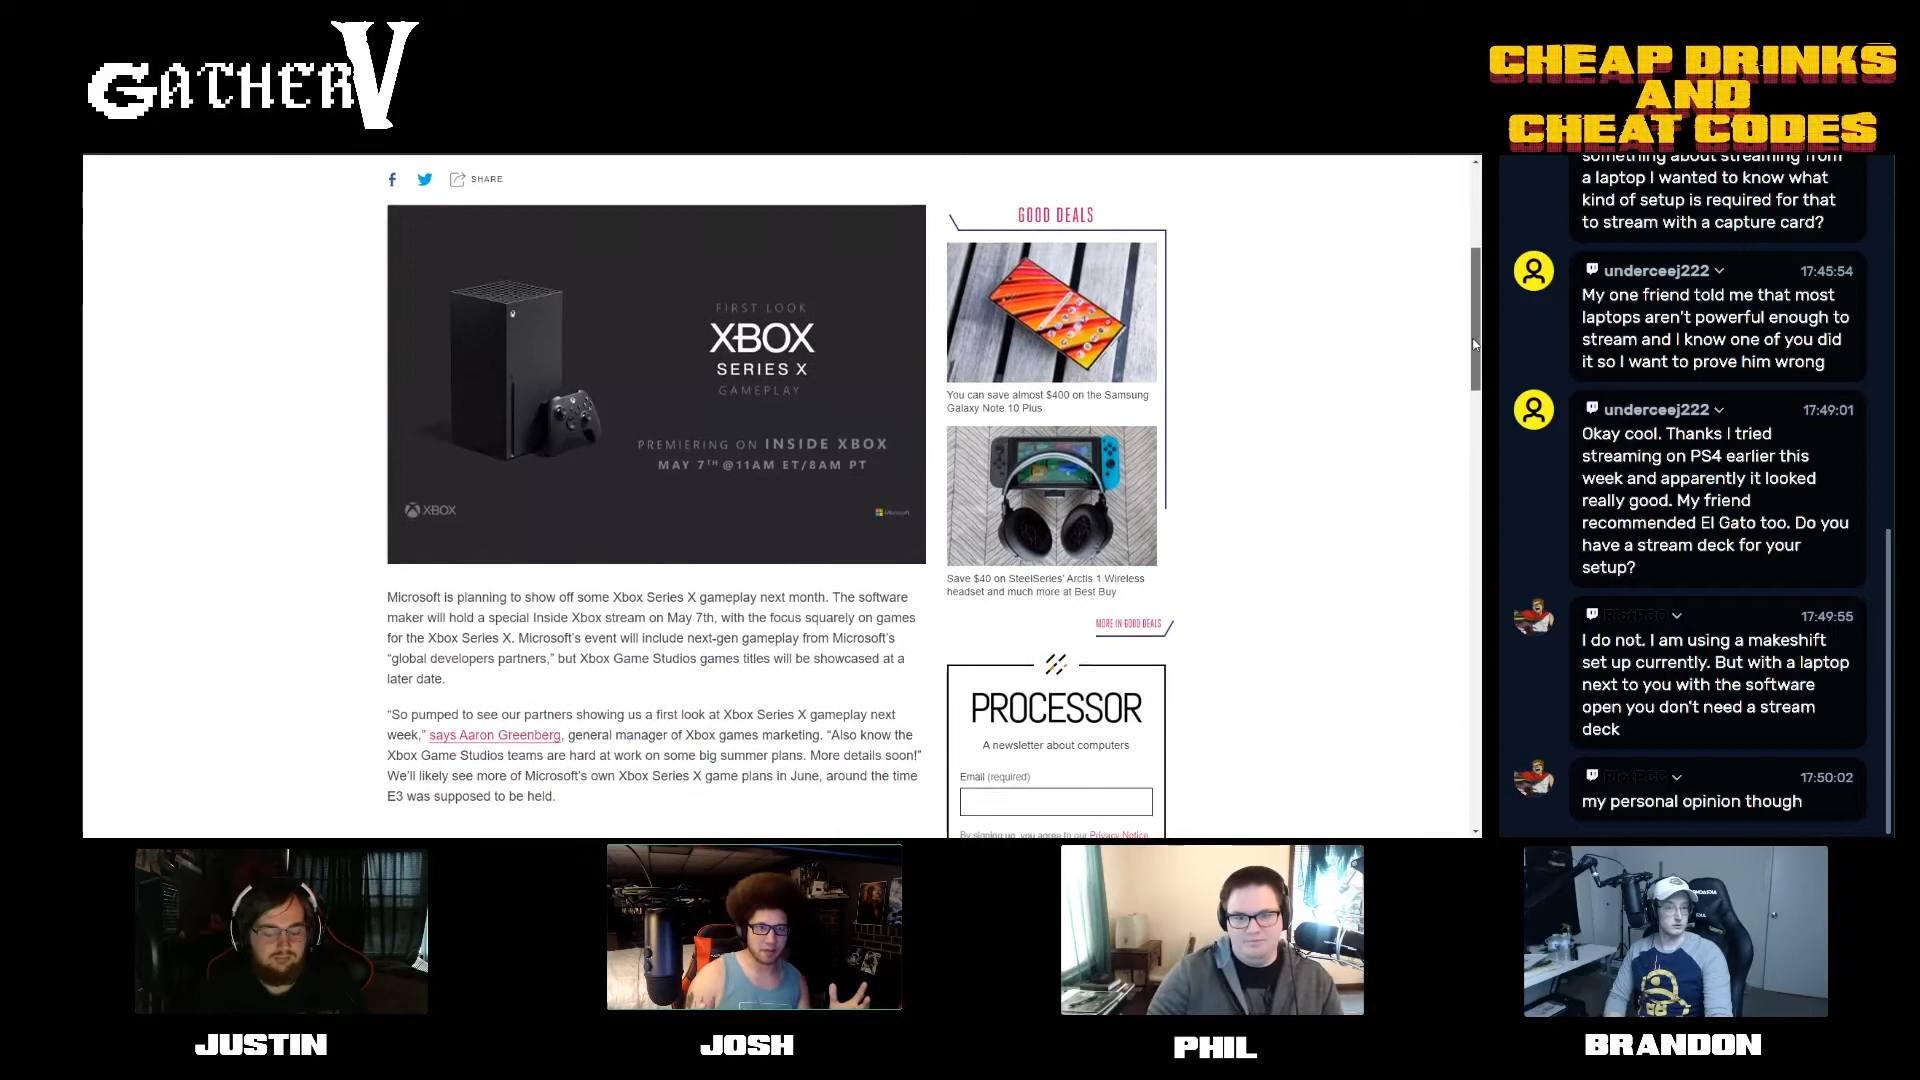 GATHERV
CHEAP DRINKS
AND
CHEAT CODES
SHARE
FIRST LOOK
XBOX
SERIES X
GAMEPLAY
PREMIERING ON INSIDE XBOX
MAY 7TH @11AM ET/8AM PT
XBOX
Microsoft
Microsoft is planning to show off some Xbox Series X gameplay next month. The software
maker will hold a special Inside Xbox stream on May 7th, with the focus squarely on games
for the Xbox Series X. Microsoft's event will include next-gen gameplay from Microsoft's
“global developers partners,” but Xbox Game Studios games titles will be showcased at a
later date.
“So pumped to see our partners showing us a first look at Xbox Series X gameplay next
week,” says Aaron Greenberg, general manager of Xbox games marketing. “Also know the
Xbox Game Studios teams are hard at work on some big summer plans. More details soon!”
We'll likely see more of Microsoft's own Xbox Series X game plans in June, around the time
E3 was supposed to be held.
GOOD DEALS
You can save almost $400 on the Samsung
Galaxy Note 10 Plus
Save $40 on SteelSeries' Arctis 1 Wireless
headset and much more at Best Buy
MORE IN GOOD DEALS
PROCESSOR
A newsletter about computers
Email (required)
By signing up, you agree to our Privacy Notice
something about streaming from
a laptop I wanted to know what
kind of setup is required for that
to stream with a capture card?
underceej222 17:45:54
My one friend told me that most
laptops aren't powerful enough to
stream and I know one of you did
it so I want to prove him wrong
underceej222 17:49:01
Okay cool. Thanks I tried
streaming on PS4 earlier this
week and apparently it looked
really good. My friend
recommended El Gato too. Do you
have a stream deck for your
setup?
17:49:55
I do not. I am using a makeshift
set up currently. But with a laptop
next to you with the software
open you don't need a stream
deck
17:50:02
my personal opinion though
JUSTIN
JOSH
PHIL
BRANDON